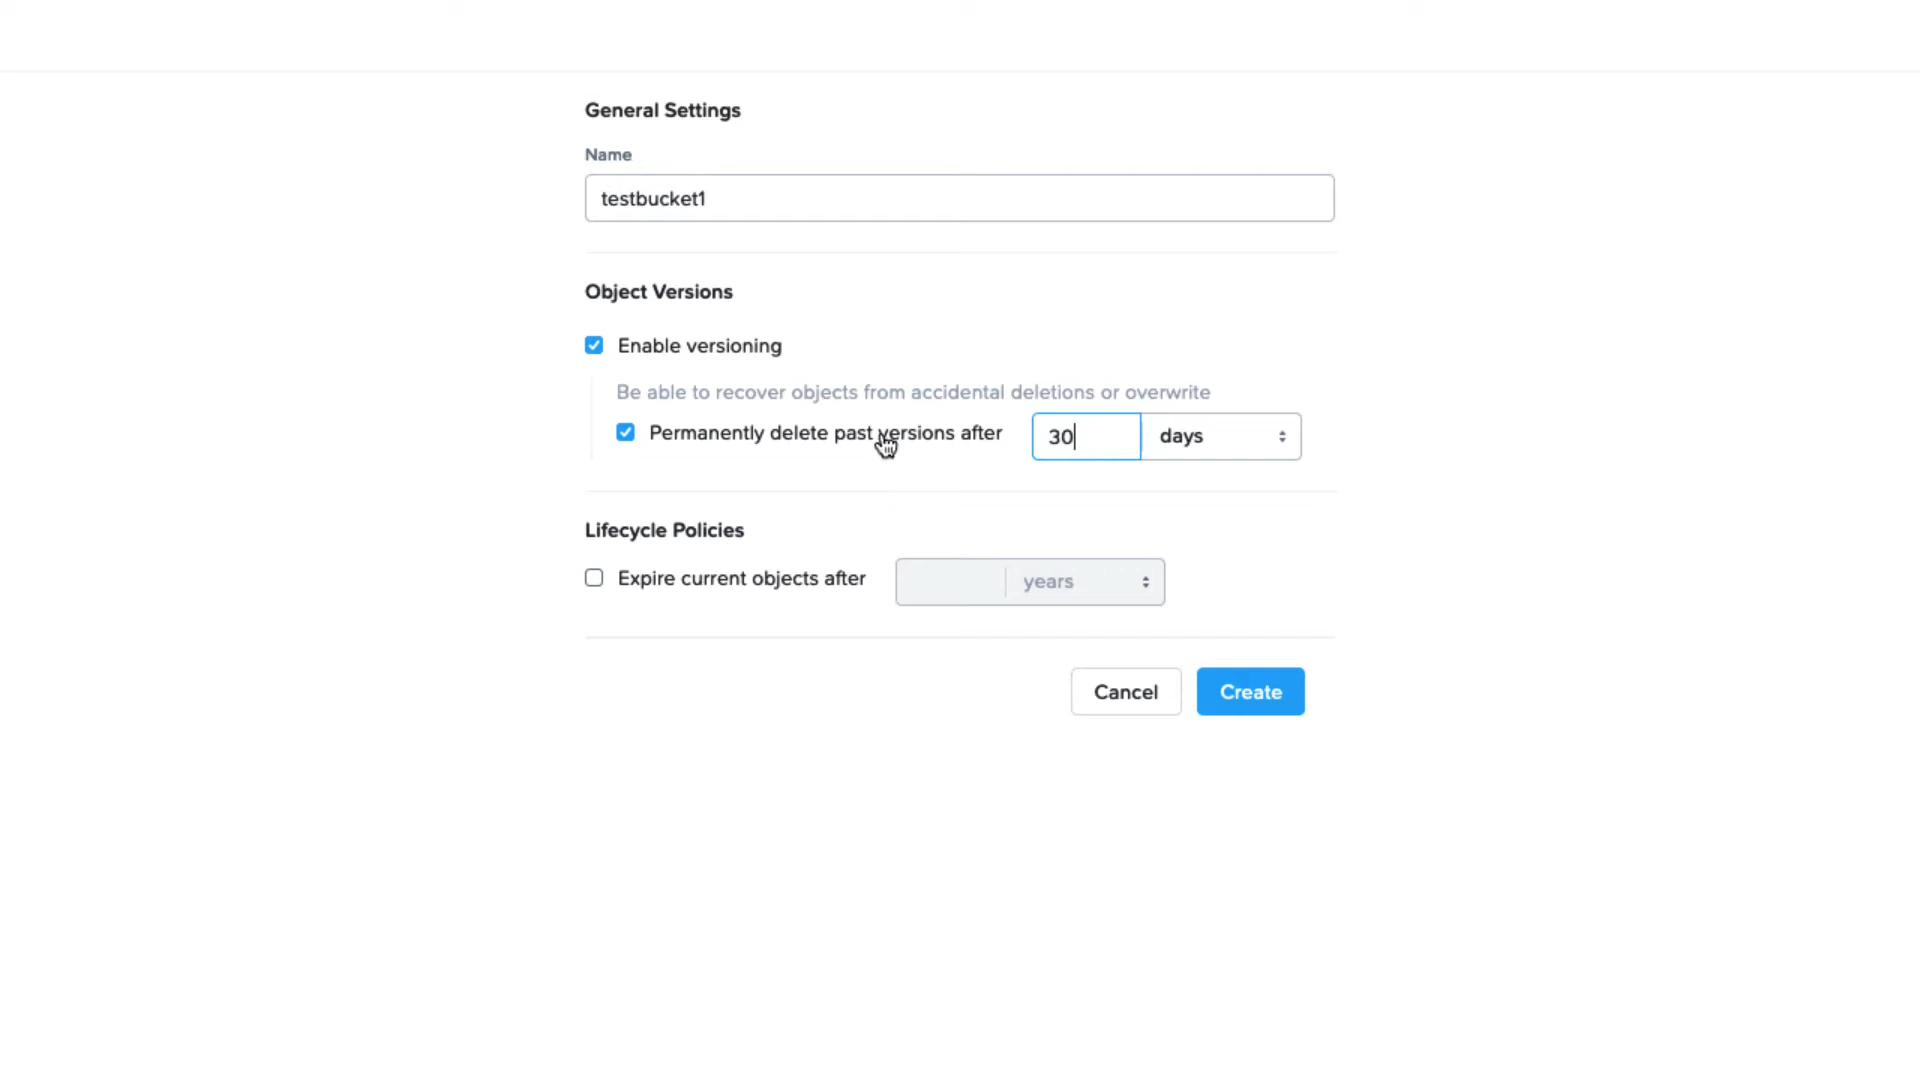 General Settings
Name
testbucket1
Object Versions
Enable versioning
Be able to recover objects from accidental deletions or overwrite
Permanently delete past versions after 30 days
Lifecycle Policies
Expire current objects after years
Cancel Create